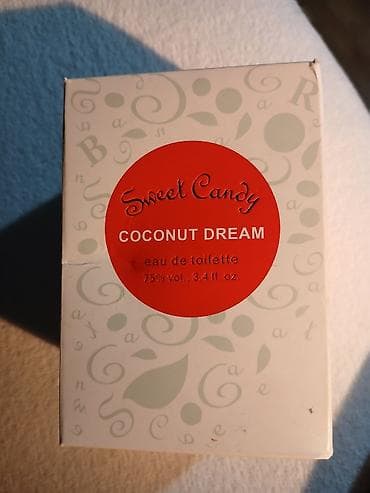 Sweet Candy
COCONUT DREAM
eau de toilette
75% vol. 3.4 fl oz